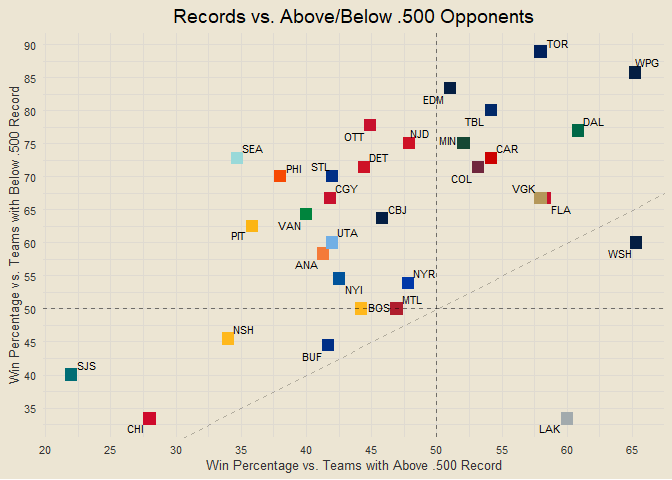 Records vs. Above/Below .500 Opponents
Win Percentage vs. Teams with Below .500 Record
90
85
80
75
70
65
60
55
50
45
40
35
TOR
WPG
EDM
TBL
DAL
OTT
NJD
MIN
CAR
SEA
DET
COL
PHI
STL
CGY
VGK
FLA
VAN
CBJ
PIT
UTA
WSH
ANA
NYR
NYI
BOS
MTL
NSH
BUF
SJS
CHI
LAK
20
25
30
35
40
45
50
55
60
65
Win Percentage vs. Teams with Above .500 Record